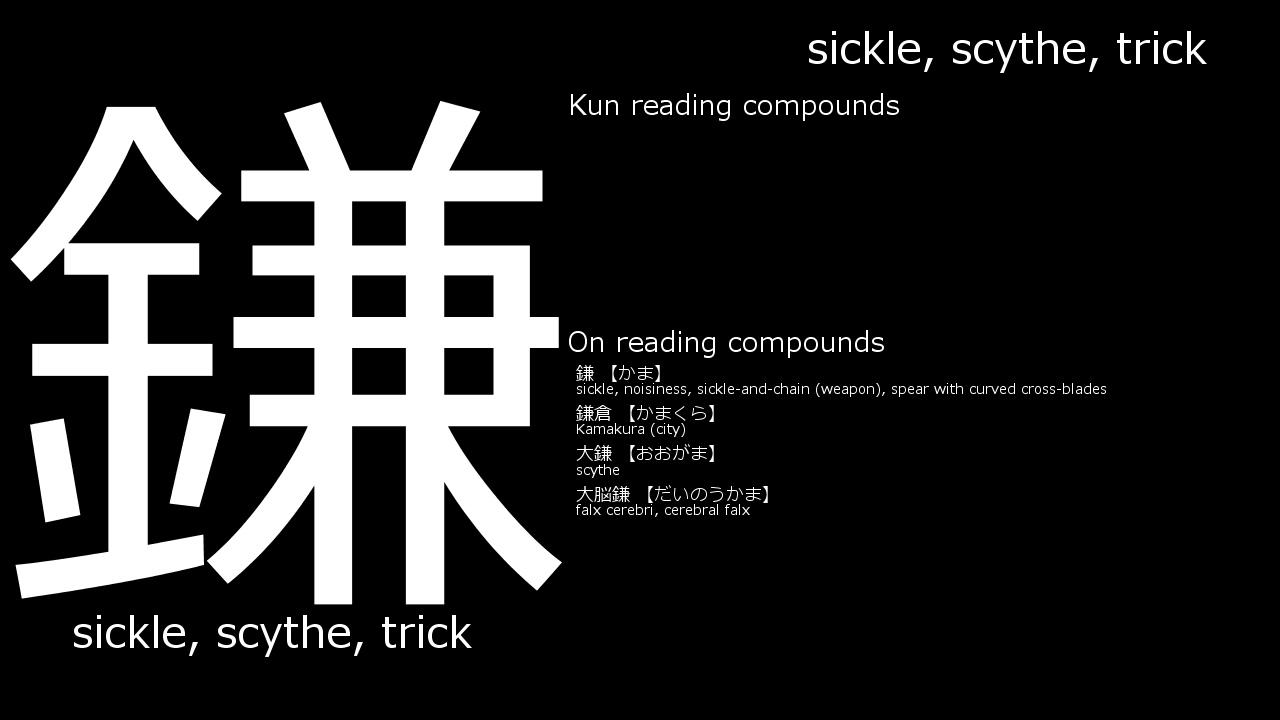 鎌
sickle, scythe, trick
sickle, scythe, trick
Kun reading compounds
On reading compounds
鎌 【かま】
sickle, noisiness, sickle-and-chain (weapon), spear with curved cross-blades
鎌倉 【かまくら】
Kamakura (city)
大鎌 【おおがま】
scythe
大脳鎌 【だいのうかま】
falx cerebri, cerebral falx